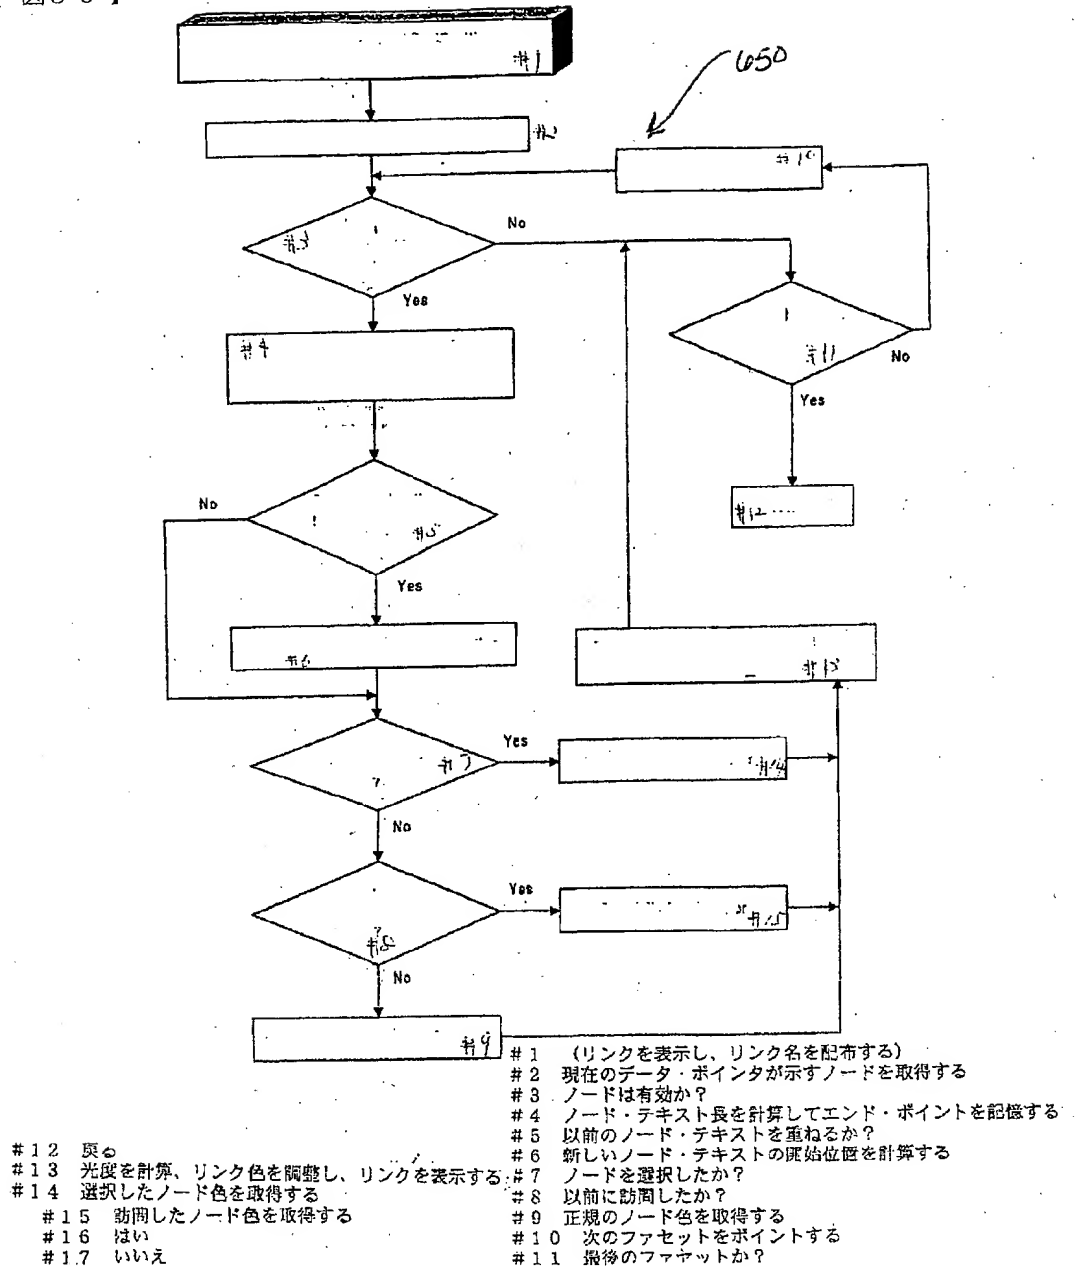 #1
#2
650
#10
No
#3
Yes
#4
#11
No
Yes
No
#5
#12
Yes
#6
#13
Yes
#7
#14
No
Yes
#8
#15
No
#9
#1 (リンクを表示し、リンク名を配布する)
#2 現在のデータ・ポインタが示すノードを取得する
#3 ノードは有効か?
#4 ノード・テキスト長を計算してエンド・ポイントを記憶する
#5 以前のノード・テキストを重ねるか?
#6 新しいノード・テキストの開始位置を計算する
#7 ノードを選択したか?
#8 以前に訪問したか?
#9 正規のノード色を取得する
#10 次のファセットをポイントする
#11 最後のファセットか?
#12 戻る
#13 光度を計算、リンク色を調整し、リンクを表示する
#14 選択したノード色を取得する
#15 訪問したノード色を取得する
#16 はい
#17 いいえ